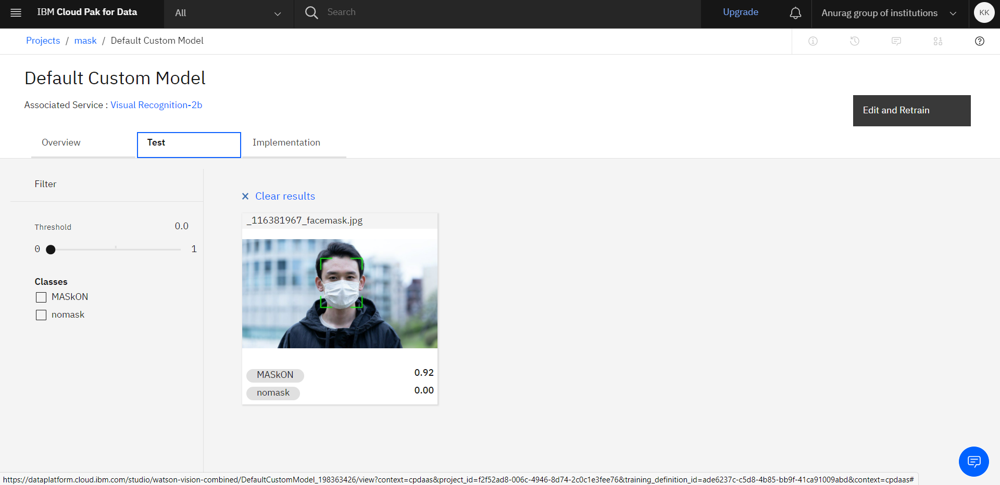 IBM Cloud Pak for Data
All
Search
Upgrade
Anurag group of institutions
KK
Projects / mask / Default Custom Model
Default Custom Model
Associated Service : Visual Recognition-2b
Edit and Retrain
Overview
Test
Implementation
Filter
× Clear results
_116381967_facemask.jpg
Threshold 0.0
0 1
Classes
MASkON
nomask
MASkON 0.92
nomask 0.00
https://dataplatform.cloud.ibm.com/studio/watson-vision-combined/DefaultCustomModel_198363426/view?context=cpdaas&project_id=f2f52ad8-006c-4946-8d74-2c0c1e3fee76&training_definition_id=ade6237c-c5d8-4b85-bb9f-41ca91009abd&context=cpdaas#